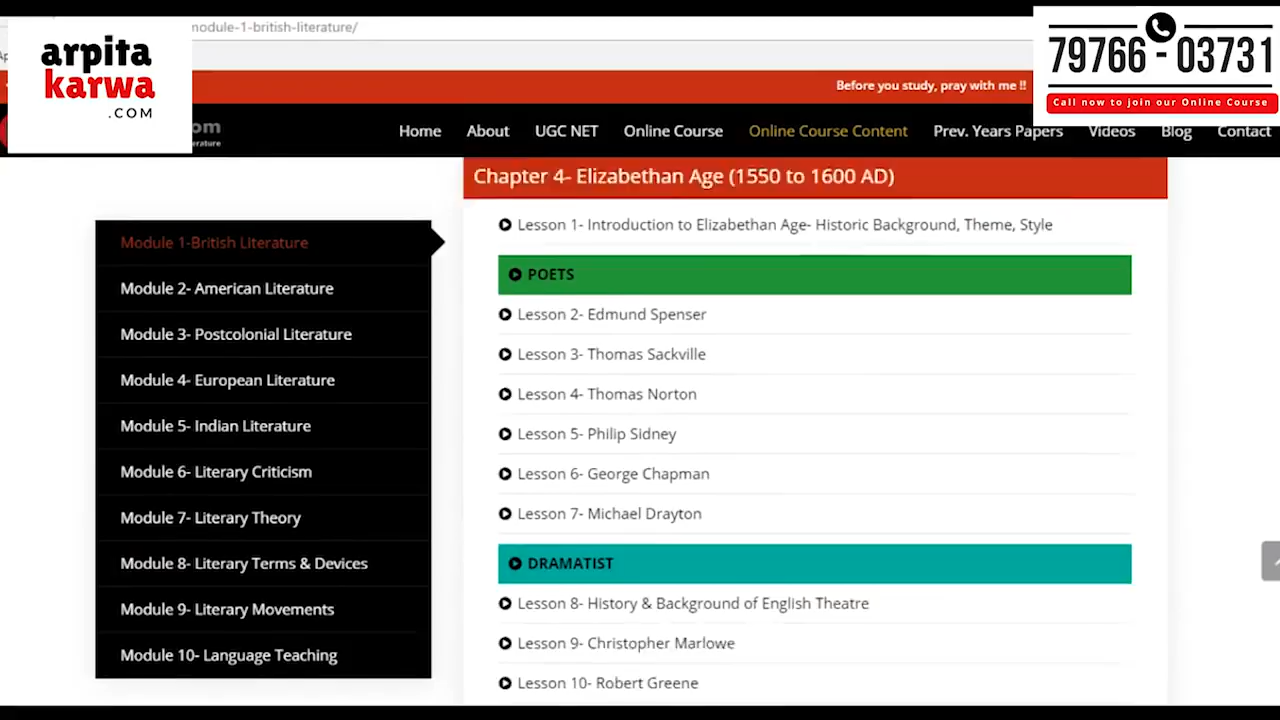 module-1-british-literature/
arpita
karwa
.COM
79766 - 03731
Call now to join our Online Course
Before you study, pray with me !!
Home About UGC NET Online Course Online Course Content Prev. Years Papers Videos Blog Contact
Chapter 4- Elizabethan Age (1550 to 1600 AD)
Module 1-British Literature
Module 2- American Literature
Module 3- Postcolonial Literature
Module 4- European Literature
Module 5- Indian Literature
Module 6- Literary Criticism
Module 7- Literary Theory
Module 8- Literary Terms & Devices
Module 9- Literary Movements
Module 10- Language Teaching
Lesson 1- Introduction to Elizabethan Age- Historic Background, Theme, Style
POETS
Lesson 2- Edmund Spenser
Lesson 3- Thomas Sackville
Lesson 4- Thomas Norton
Lesson 5- Philip Sidney
Lesson 6- George Chapman
Lesson 7- Michael Drayton
DRAMATIST
Lesson 8- History & Background of English Theatre
Lesson 9- Christopher Marlowe
Lesson 10- Robert Greene